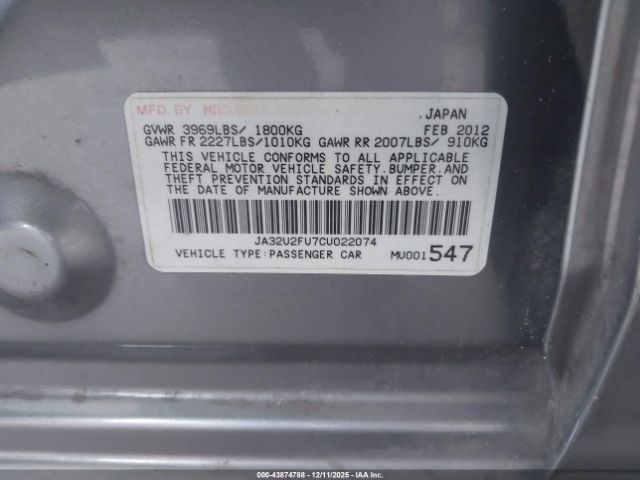 MFD. BY MITSUBISHI
, JAPAN
GVWR 3969LBS/ 1800KG FEB 2012
GAWR FR 2227LBS/1010KG GAWR RR 2007LBS/ 910KG
THIS VEHICLE CONFORMS TO ALL APPLICABLE
FEDERAL MOTOR VEHICLE SAFETY.BUMPER.AND
THEFT PREVENTION STANDARDS IN EFFECT ON
THE DATE OF MANUFACTURE SHOWN ABOVE.
JA32U2FU7CU022074
VEHICLE TYPE:PASSENGER CAR MU001547
000-43874788 - 12/11/2025 - IAA Inc.